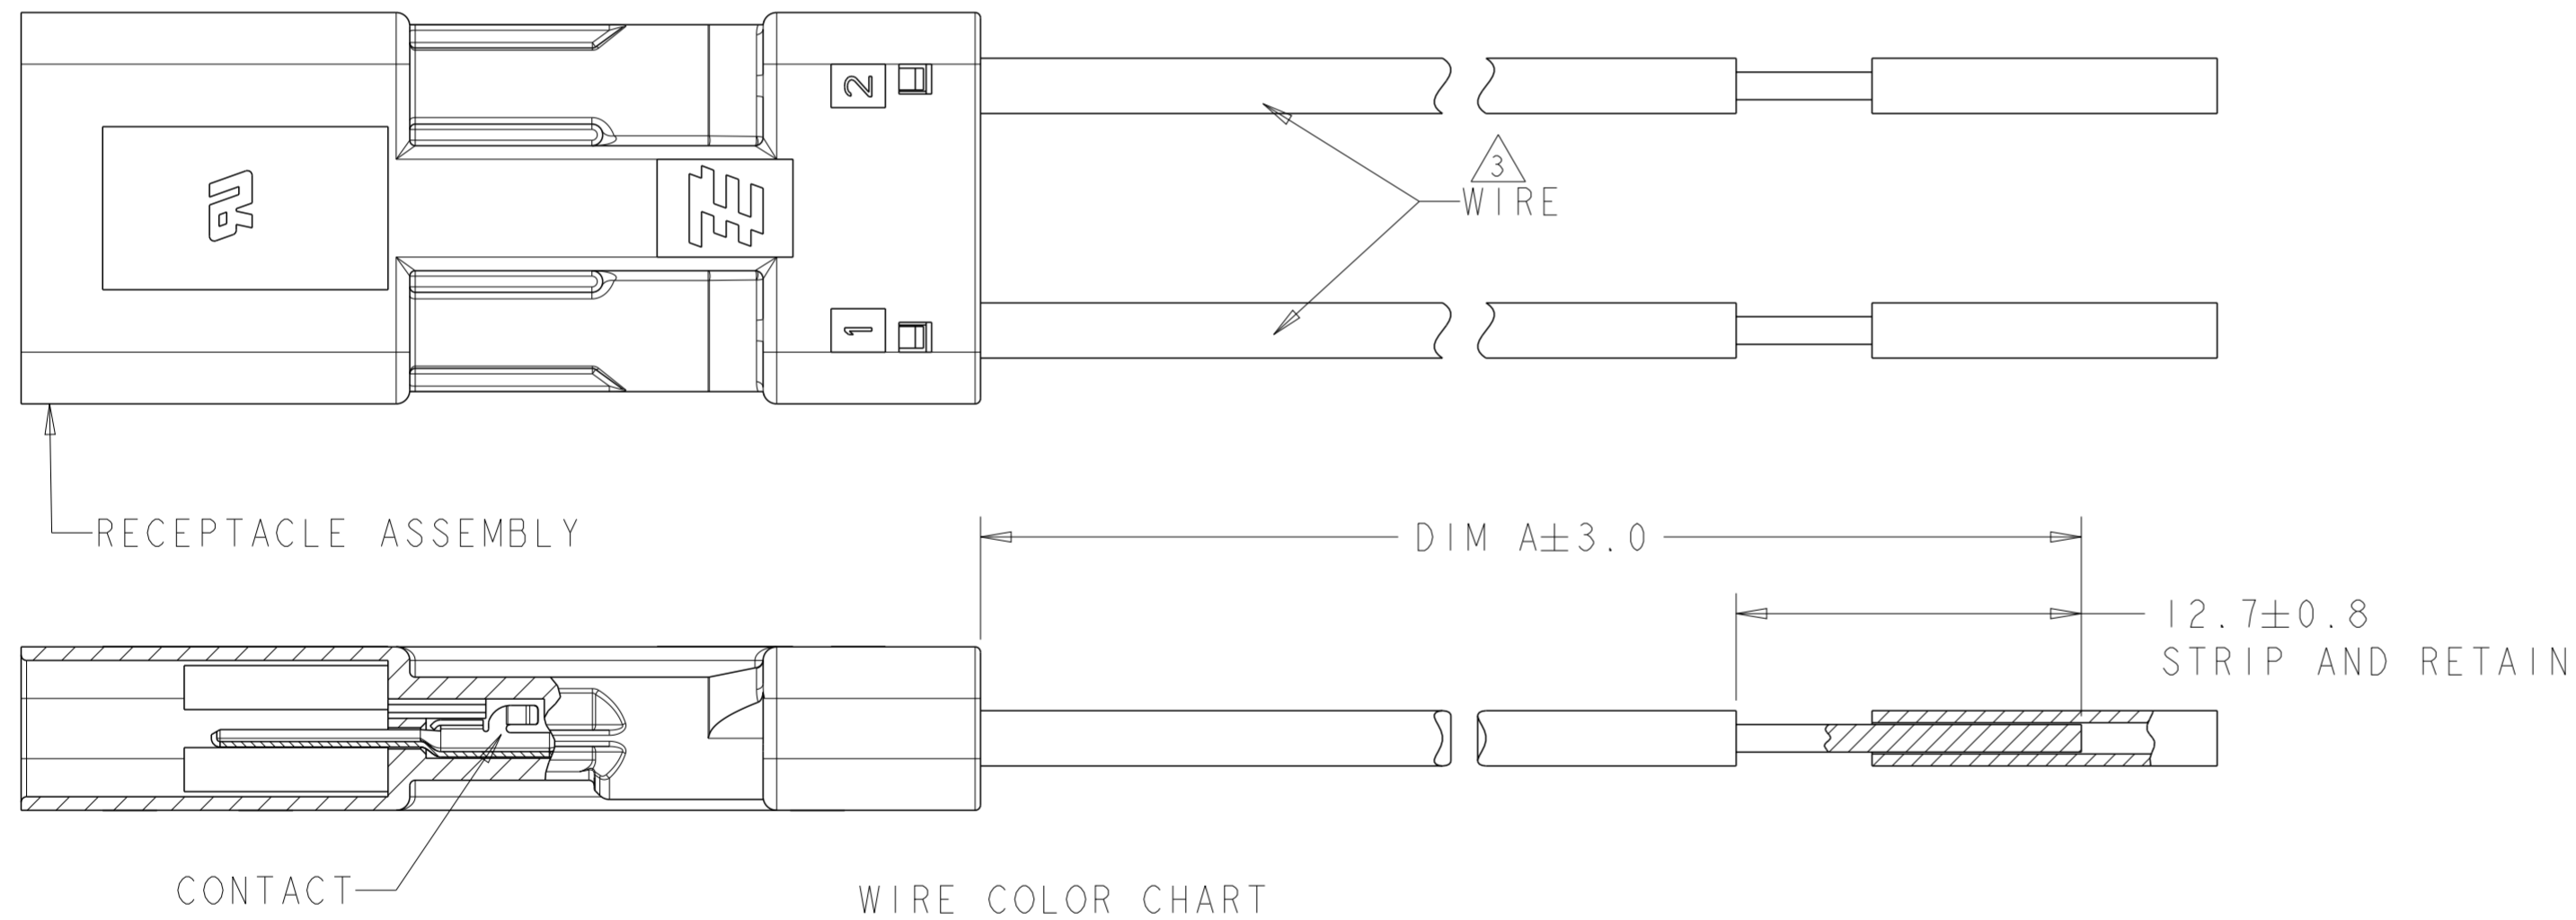 2
3
WIRE
TE
1
RECEPTACLE ASSEMBLY
DIM A±3.0
12.7±0.8
STRIP AND RETAIN
CONTACT
WIRE COLOR CHART